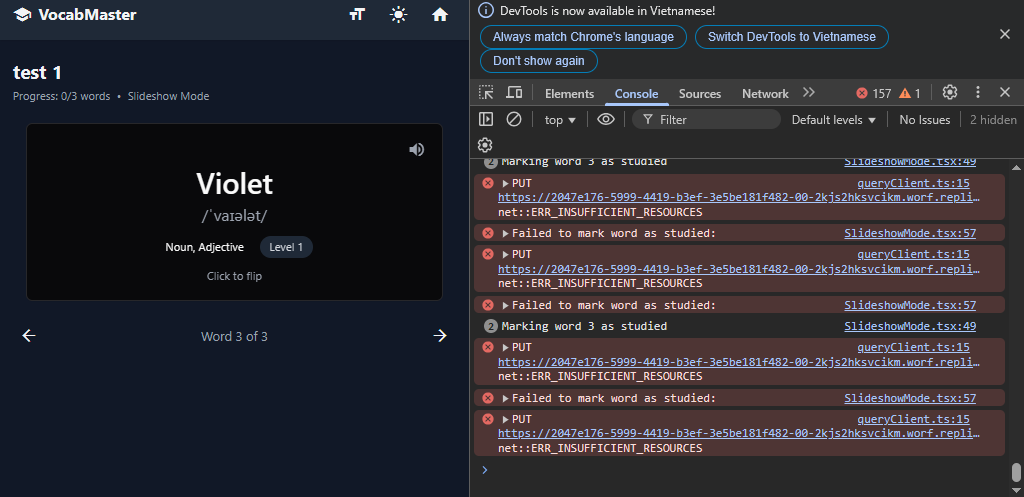 VocabMaster
test 1
Progress: 0/3 words • Slideshow Mode
Violet
/ˈvaɪələt/
Noun, Adjective Level 1
Click to flip
Word 3 of 3
DevTools is now available in Vietnamese!
Always match Chrome's language Switch DevTools to Vietnamese
Don't show again
Elements Console Sources Network 157 1
top Filter Default levels No Issues 2 hidden
2 Marking word 3 as studied SlideshowMode.tsx:49
PUT queryClient.ts:15
https://2047e176-5999-4419-b3ef-3e5be181f482-00-2kjs2hksvcikm.worf.repli…
net::ERR_INSUFFICIENT_RESOURCES
Failed to mark word as studied: SlideshowMode.tsx:57
PUT queryClient.ts:15
https://2047e176-5999-4419-b3ef-3e5be181f482-00-2kjs2hksvcikm.worf.repli…
net::ERR_INSUFFICIENT_RESOURCES
Failed to mark word as studied: SlideshowMode.tsx:57
2 Marking word 3 as studied SlideshowMode.tsx:49
PUT queryClient.ts:15
https://2047e176-5999-4419-b3ef-3e5be181f482-00-2kjs2hksvcikm.worf.repli…
net::ERR_INSUFFICIENT_RESOURCES
Failed to mark word as studied: SlideshowMode.tsx:57
PUT queryClient.ts:15
https://2047e176-5999-4419-b3ef-3e5be181f482-00-2kjs2hksvcikm.worf.repli…
net::ERR_INSUFFICIENT_RESOURCES